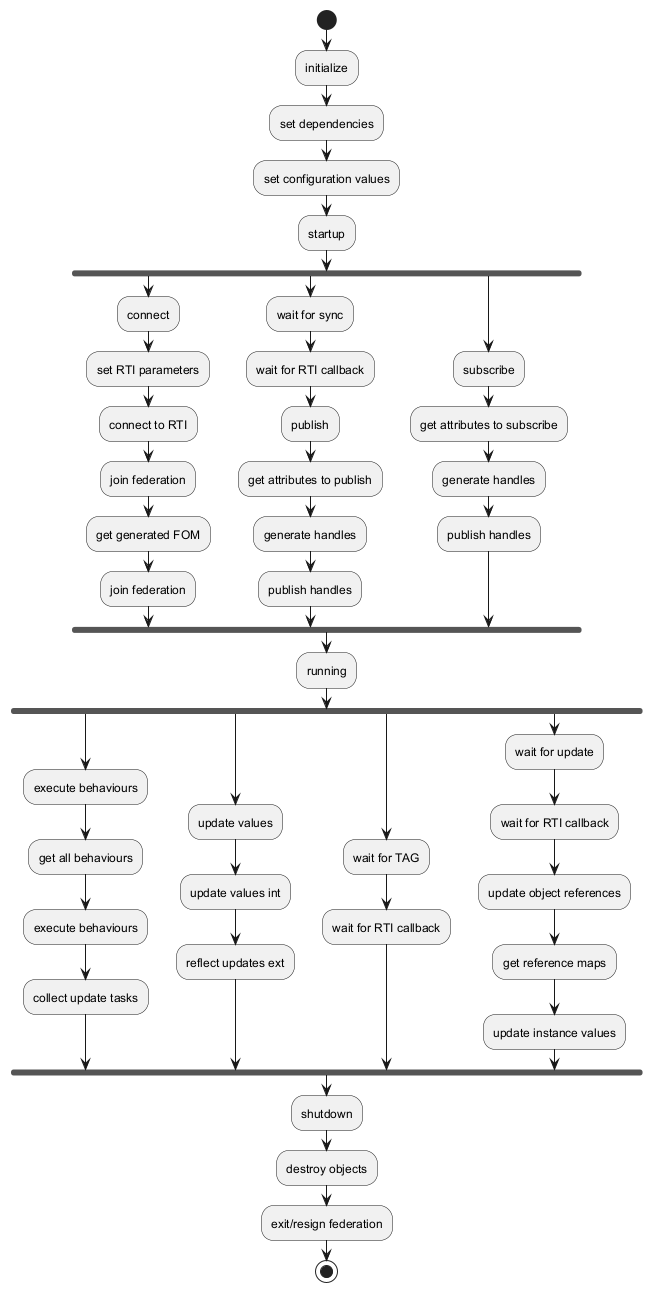 initialize
set dependencies
set configuration values
startup
connect
set RTI parameters
connect to RTI
join federation
get generated FOM
join federation
wait for sync
wait for RTI callback
publish
get attributes to publish
generate handles
publish handles
subscribe
get attributes to subscribe
generate handles
publish handles
running
execute behaviours
get all behaviours
execute behaviours
collect update tasks
update values
update values int
reflect updates ext
wait for TAG
wait for RTI callback
wait for update
wait for RTI callback
update object references
get reference maps
update instance values
shutdown
destroy objects
exit/resign federation